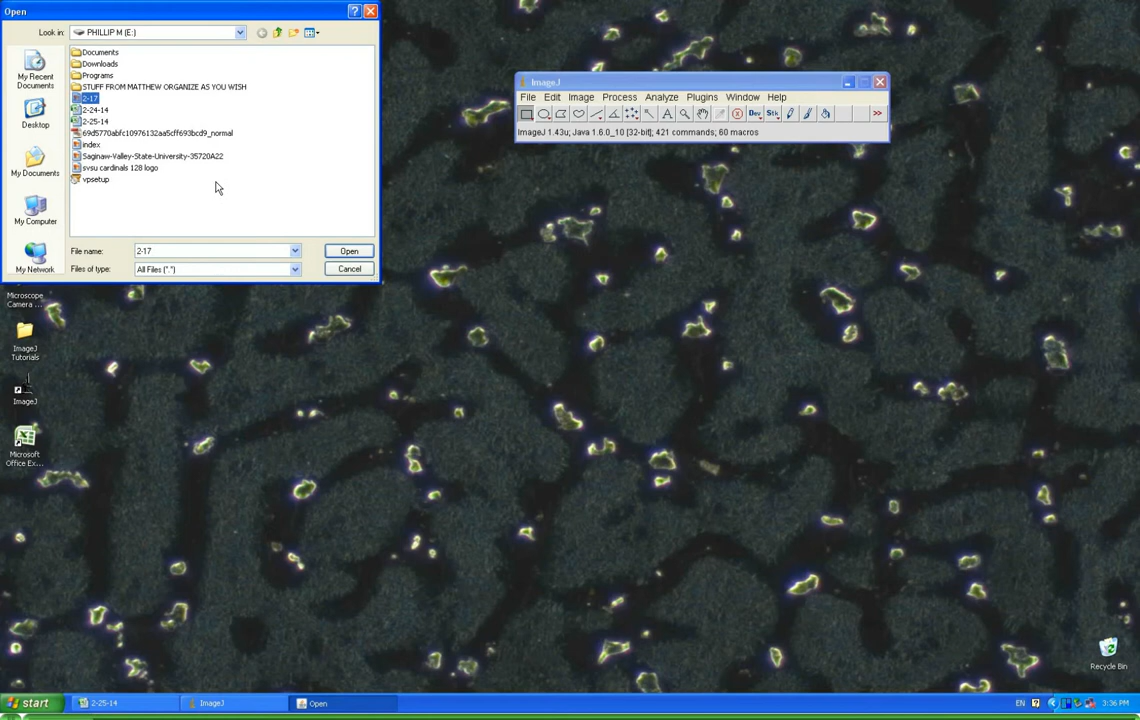 Open
Look in: PHILLIP M (E:)
My Recent
Documents
Desktop
My Documents
My Computer
My Network
Documents
Downloads
Programs
STUFF FROM MATTHEW ORGANIZE AS YOU WISH
2-17
2-24-14
2-25-14
69d5770abfc10976132aa5cff693bcd9_normal
index
Saginaw-Valley-State-University-35720A22
svsu cardinals 128 logo
vpsetup
File name: 2-17 Open
Files of type: All Files (*.*) Cancel
ImageJ
File Edit Image Process Analyze Plugins Window Help
A Dev Stk >>
ImageJ 1.43u; Java 1.6.0_10 [32-bit]; 421 commands; 60 macros
Microscope
Camera ...
ImageJ
Tutorials
ImageJ
Microsoft
Office Ex...
Recycle Bin
start 2-25-14 ImageJ Open EN 3:36 PM